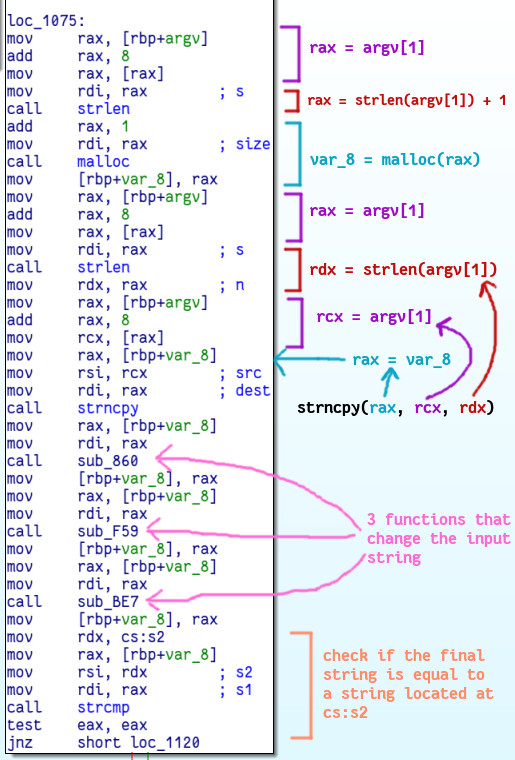 loc_1075:
mov rax, [rbp+argv]
add rax, 8
mov rax, [rax]
mov rdi, rax ; s
call strlen
add rax, 1
mov rdi, rax ; size
call malloc
mov [rbp+var_8], rax
mov rax, [rbp+argv]
add rax, 8
mov rax, [rax]
mov rdi, rax ; s
call strlen
mov rdx, rax ; n
mov rax, [rbp+argv]
add rax, 8
mov rcx, [rax]
mov rax, [rbp+var_8]
mov rsi, rcx ; src
mov rdi, rax ; dest
call strncpy
mov rax, [rbp+var_8]
mov rdi, rax
call sub_860
mov [rbp+var_8], rax
mov rax, [rbp+var_8]
mov rdi, rax
call sub_F59
mov [rbp+var_8], rax
mov rax, [rbp+var_8]
mov rdi, rax
call sub_BE7
mov [rbp+var_8], rax
mov rdx, cs:s2
mov rax, [rbp+var_8]
mov rsi, rdx ; s2
mov rdi, rax ; s1
call strcmp
test eax, eax
jnz short loc_1120
rax = argv[1]
rax = strlen(argv[1]) + 1
var_8 = malloc(rax)
rax = argv[1]
rdx = strlen(argv[1])
rcx = argv[1]
rax = var_8
strncpy(rax, rcx, rdx)
3 functions that
change the input
string
check if the final
string is equal to
a string located at
cs:s2